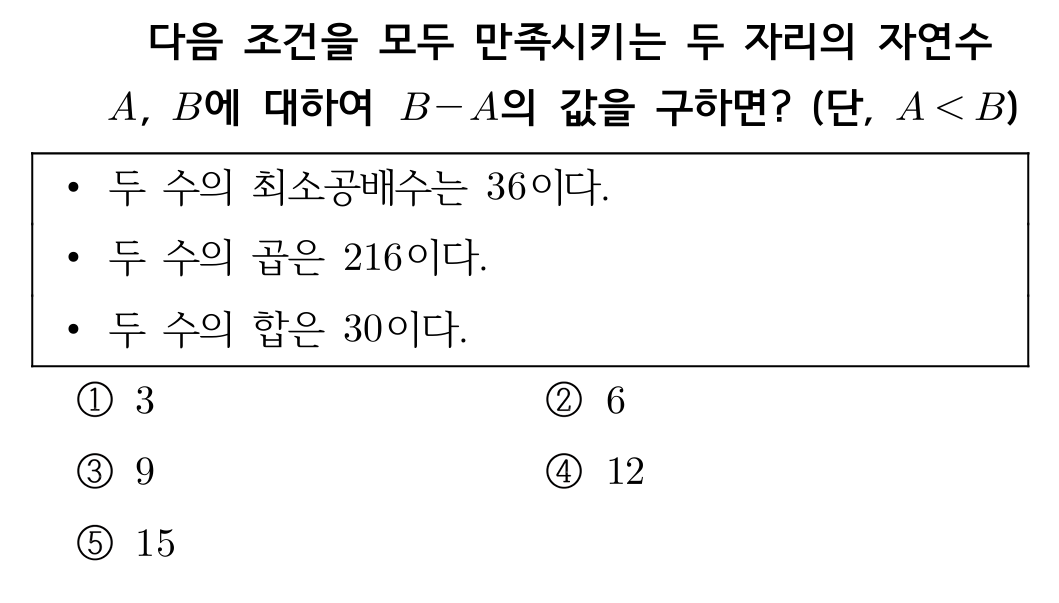 다음 조건을 모두 만족시키는 두 자리의 자연수
A, B에 대하여 B－A의 값을 구하면? (단, A＜B)
• 두 수의 최소공배수는 36이다.
• 두 수의 곱은 216이다.
• 두 수의 합은 30이다.
① 3 ② 6
③ 9 ④ 12
⑤ 15